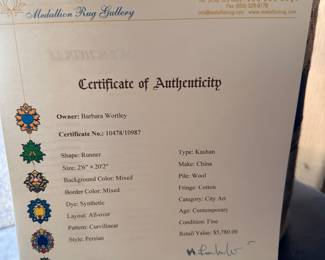 Medallion Rug Gallery
Certificate of Authenticity
Owner: Barbara Wortley
Certificate No.: 10478/10987
Shape: Runner
Size: 2'6" × 20'2"
Background Color: Mixed
Border Color: Mixed
Dye: Synthetic
Layout: All-over
Pattern: Curvilinear
Style: Persian
Type: Kashan
Make: China
Pile: Wool
Fringe: Cotton
Category: City Art
Age: Contemporary
Condition: Fine
Retail Value: $5,780.00